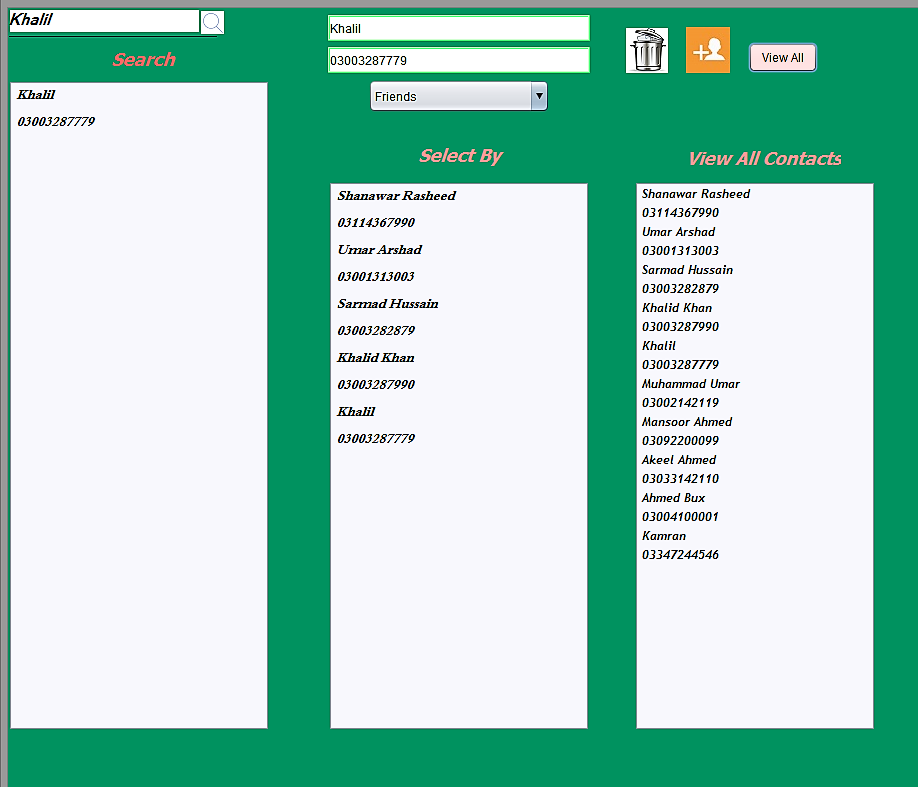 Khalil
Search
Khalil
03003287779
Khalil
03003287779
Friends
View All
Select By
Shanawar Rasheed
03114367990
Umar Arshad
03001313003
Sarmad Hussain
03003282879
Khalid Khan
03003287990
Khalil
03003287779
View All Contacts
Shanawar Rasheed
03114367990
Umar Arshad
03001313003
Sarmad Hussain
03003282879
Khalid Khan
03003287990
Khalil
03003287779
Muhammad Umar
03002142119
Mansoor Ahmed
03092200099
Akeel Ahmed
03033142110
Ahmed Bux
03004100001
Kamran
03347244546